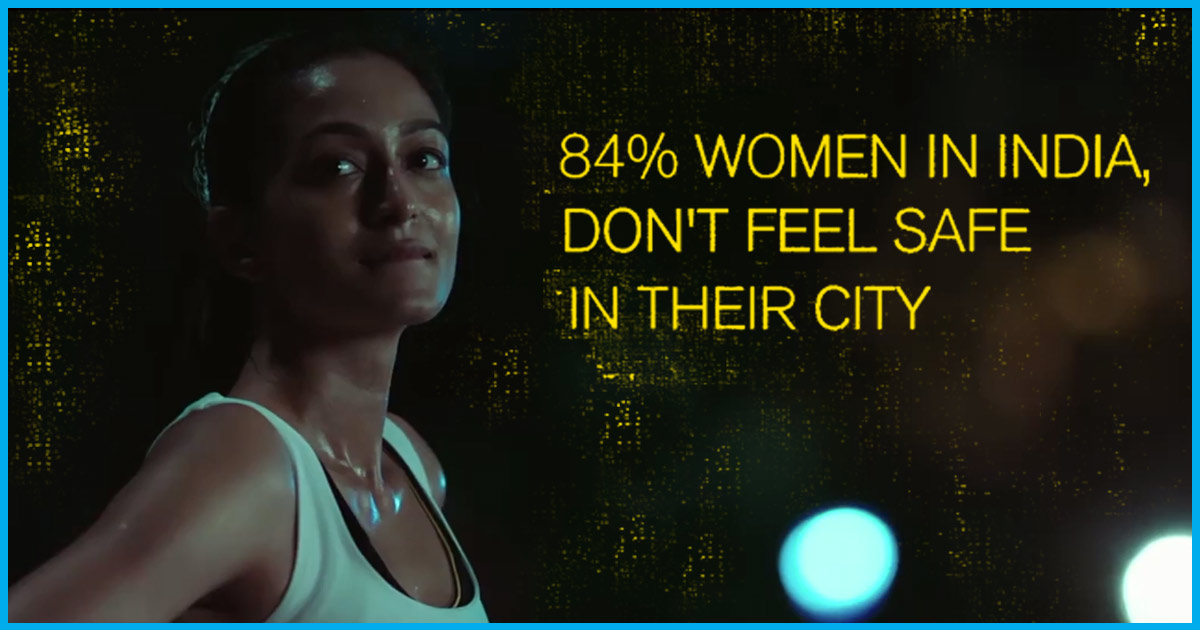 84% WOMEN IN INDIA,
DON'T FEEL SAFE
IN THEIR CITY